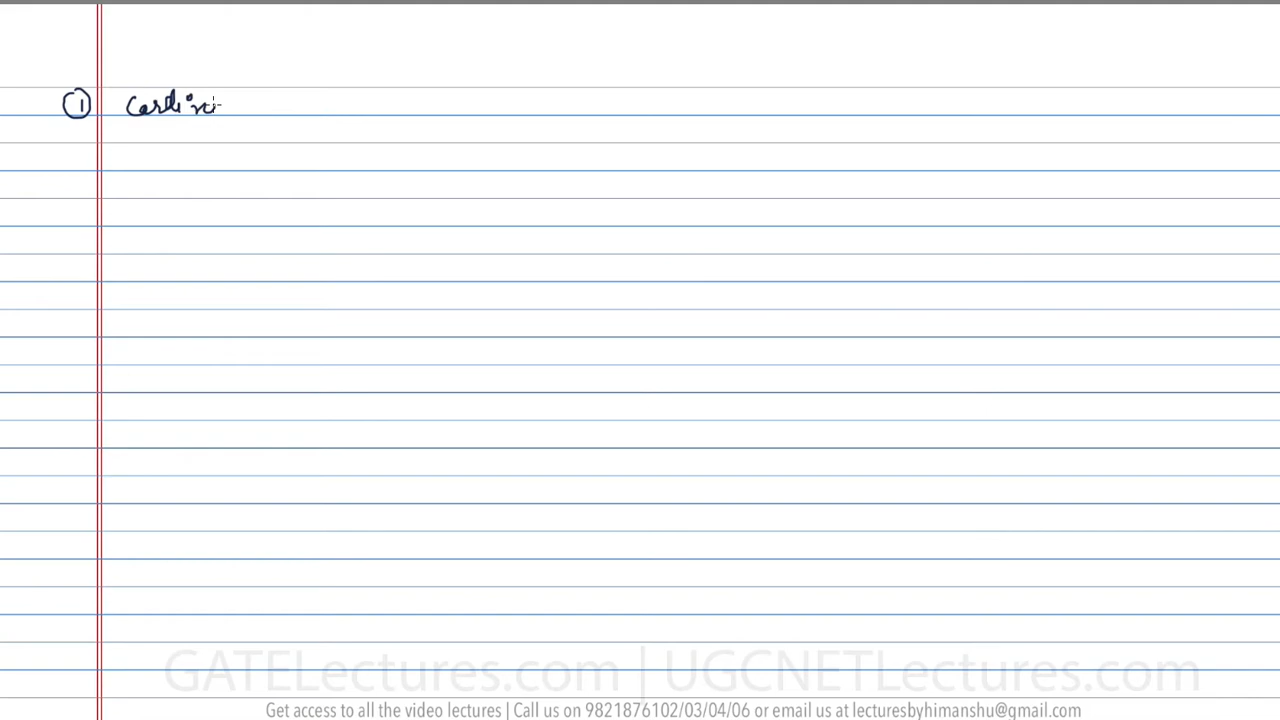 ① Cardina
GATELectures.com | UGCNETLectures.com
Get access to all the video lectures | Call us on 9821876102/03/04/06 or email us at lecturesbyhimanshu@gmail.com